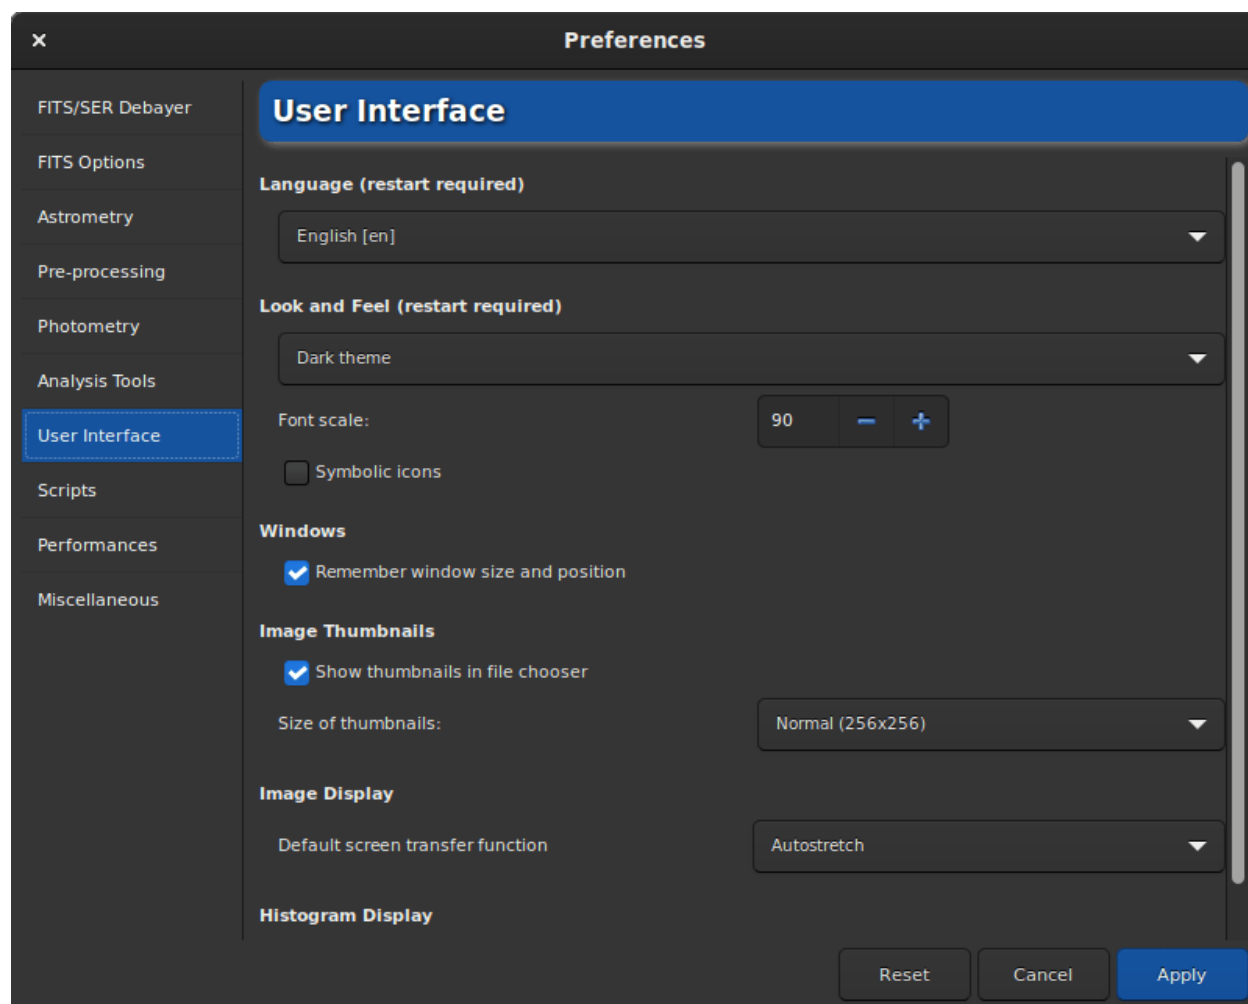 Preferences
FITS/SER Debayer
FITS Options
Astrometry
Pre-processing
Photometry
Analysis Tools
User Interface
Scripts
Performances
Miscellaneous
User Interface
Language (restart required)
English [en]
Look and Feel (restart required)
Dark theme
Font scale:
90
Symbolic icons
Windows
Remember window size and position
Image Thumbnails
Show thumbnails in file chooser
Size of thumbnails:
Normal (256x256)
Image Display
Default screen transfer function
Autostretch
Histogram Display
Reset
Cancel
Apply